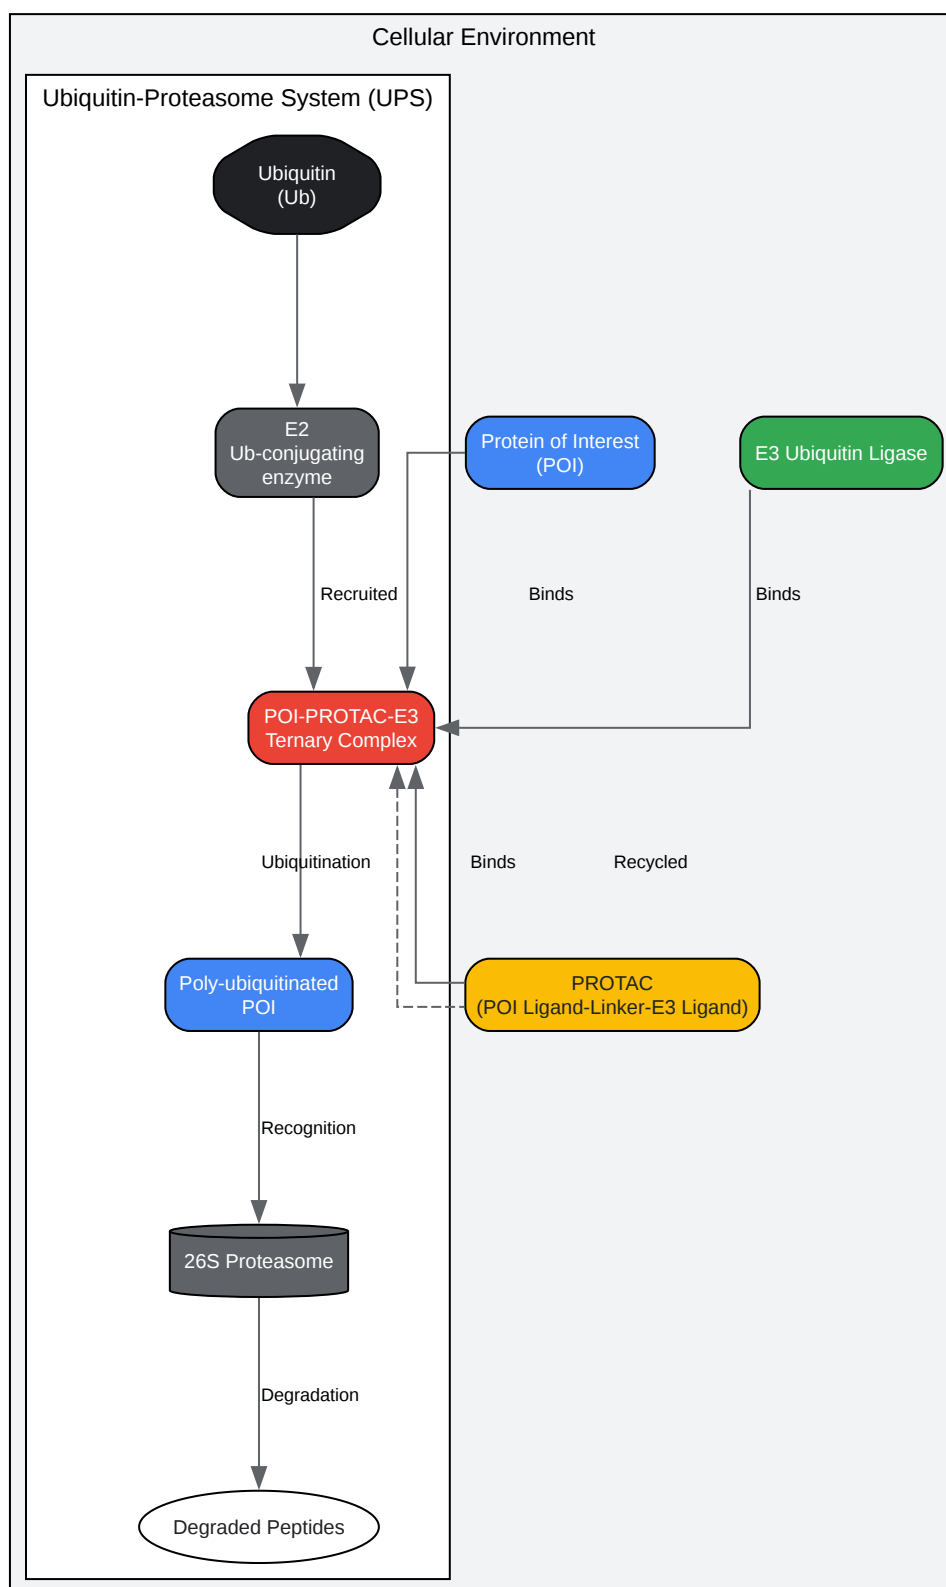 Cellular Environment
Ubiquitin-Proteasome System (UPS)
Ubiquitin
(Ub)
E2
Ub-conjugating
enzyme
Protein of Interest
(POI)
E3 Ubiquitin Ligase
Recruited
Binds
Binds
POI-PROTAC-E3
Ternary Complex
Ubiquitination
Binds
Recycled
Poly-ubiquitinated
POI
PROTAC
(POI Ligand-Linker-E3 Ligand)
Recognition
26S Proteasome
Degradation
Degraded Peptides